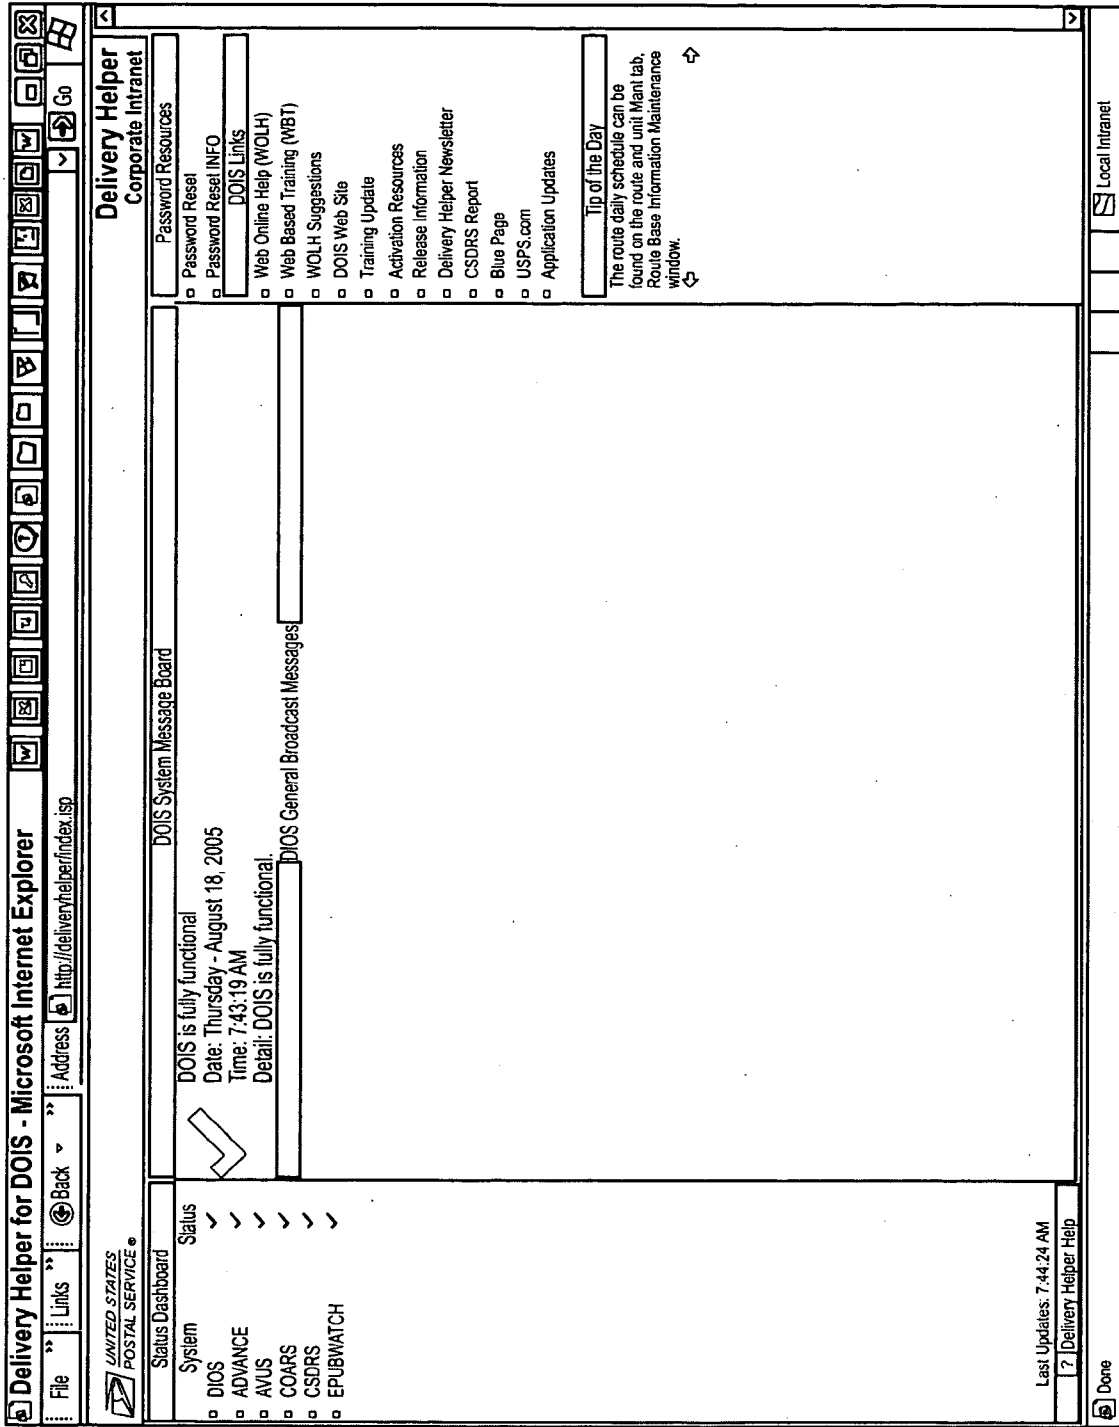 Delivery Helper for DOIS - Microsoft Internet Explorer
File » Links » Back » Address http://deliveryhelper/index.isp Go
UNITED STATES
POSTAL SERVICE ®
Delivery Helper
Corporate Intranet
Status Dashboard
System Status
DIOS
ADVANCE
AVUS
COARS
CSDRS
EPUBWATCH
Last Updates: 7:44:24 AM
? Delivery Helper Help
DOIS System Message Board
DOIS is fully functional
Date: Thursday - August 18, 2005
Time: 7:43:19 AM
Detail: DOIS is fully functional.
DIOS General Broadcast Messages
Password Resources
Password Reset
Password Reset INFO
DOIS Links
Web Online Help (WOLH)
Web Based Training (WBT)
WOLH Suggestions
DOIS Web Site
Training Update
Activation Resources
Release Information
Delivery Helper Newsletter
CSDRS Report
Blue Page
USPS.com
Application Updates
Tip of the Day
The route daily schedule can be
found on the route and unit Mant tab,
Route Base Information Maintenance
window.
Done
Local Intranet